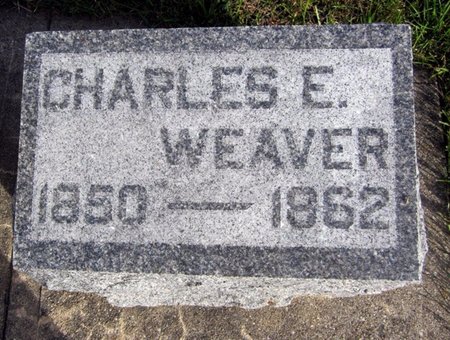 CHARLES E.
WEAVER
1850 — 1862